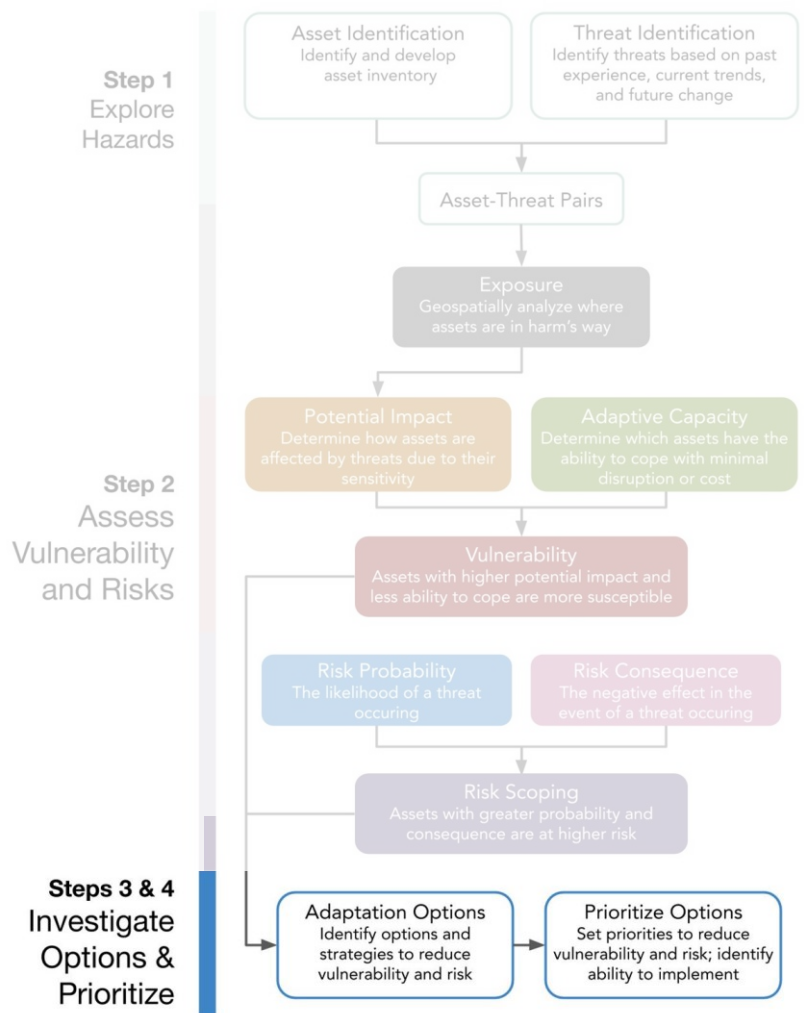 Step 1
Explore
Hazards
Asset Identification
Identify and develop
asset inventory
Threat Identification
Identify threats based on past
experience, current trends,
and future change
Asset-Threat Pairs
Exposure
Geospatially analyze where
assets are in harm's way
Step 2
Assess
Vulnerability
and Risks
Potential Impact
Determine how assets are
affected by threats due to their
sensitivity
Adaptive Capacity
Determine which assets have the
ability to cope with minimal
disruption or cost
Vulnerability
Assets with higher potential impact and
less ability to cope are more susceptible
Risk Probability
The likelihood of a threat
occuring
Risk Consequence
The negative effect in the
event of a threat occuring
Risk Scoping
Assets with greater probability and
consequence are at higher risk
Steps 3 & 4
Investigate
Options &
Prioritize
Adaptation Options
Identify options and
strategies to reduce
vulnerability and risk
Prioritize Options
Set priorities to reduce
vulnerability and risk; identify
ability to implement